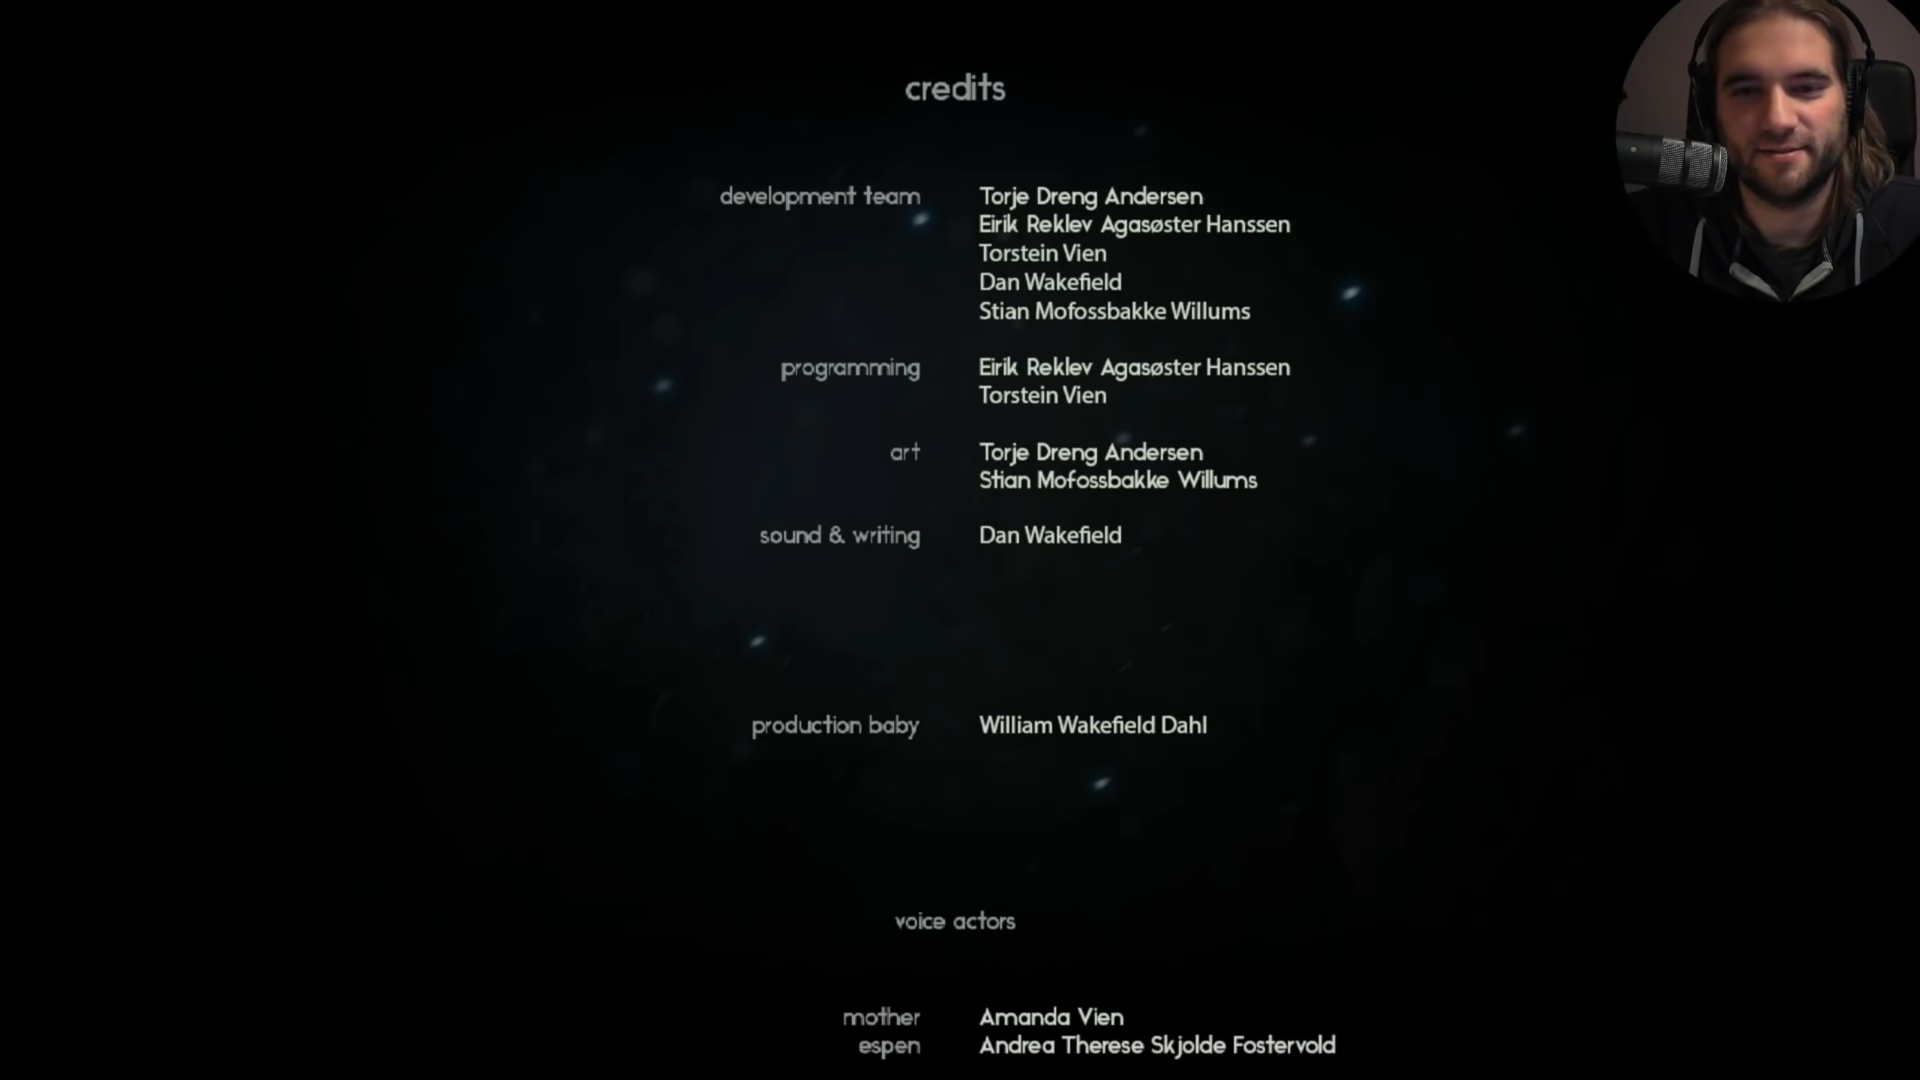 credits
development team Torje Dreng Andersen
Eirik Reklev Agasøster Hanssen
Torstein Vien
Dan Wakefield
Stian Mofossbakke Willums
programming Eirik Reklev Agasøster Hanssen
Torstein Vien
art Torje Dreng Andersen
Stian Mofossbakke Willums
sound & writing Dan Wakefield
production baby William Wakefield Dahl
voice actors
mother Amanda Vien
espen Andrea Therese Skjolde Fostervold